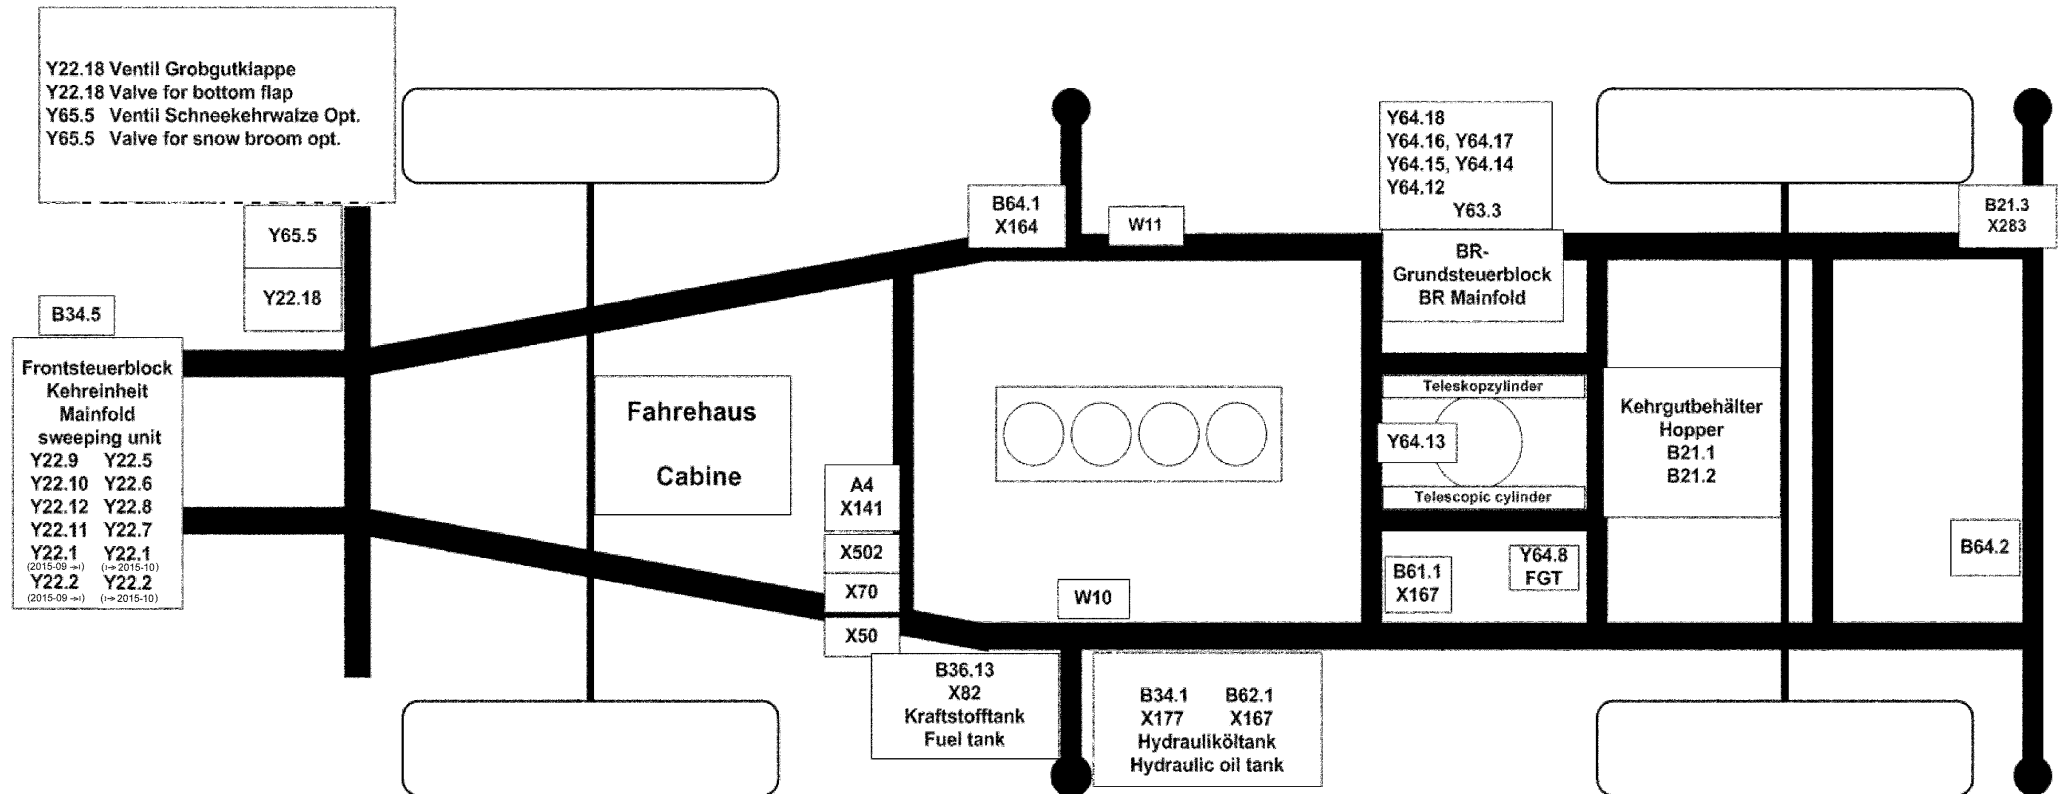 Y22.18 Ventil Grobgutklappe
Y22.18 Valve for bottom flap
Y65.5 Ventil Schneekehrwalze Opt.
Y65.5 Valve for snow broom opt.
Y65.5
Y22.18
B34.5
Frontsteuerblock
Kehreinheit
Mainfold
sweeping unit
Y22.9 Y22.5
Y22.10 Y22.6
Y22.12 Y22.8
Y22.11 Y22.7
Y22.1 Y22.1
(2015-09 →ı) (ı→ 2015-10)
Y22.2 Y22.2
(2015-09 →ı) (ı→ 2015-10)
Fahrehaus
Cabine
A4
X141
X502
X70
X50
B64.1
X164
W11
W10
B36.13
X82
Kraftstofftank
Fuel tank
B34.1 B62.1
X177 X167
Hydrauliköltank
Hydraulic oil tank
Y64.18
Y64.16, Y64.17
Y64.15, Y64.14
Y64.12
Y63.3
BR-
Grundsteuerblock
BR Mainfold
Teleskopzylinder
Y64.13
Telescopic cylinder
B61.1
X167
Y64.8
FGT
Kehrgutbehälter
Hopper
B21.1
B21.2
B21.3
X283
B64.2